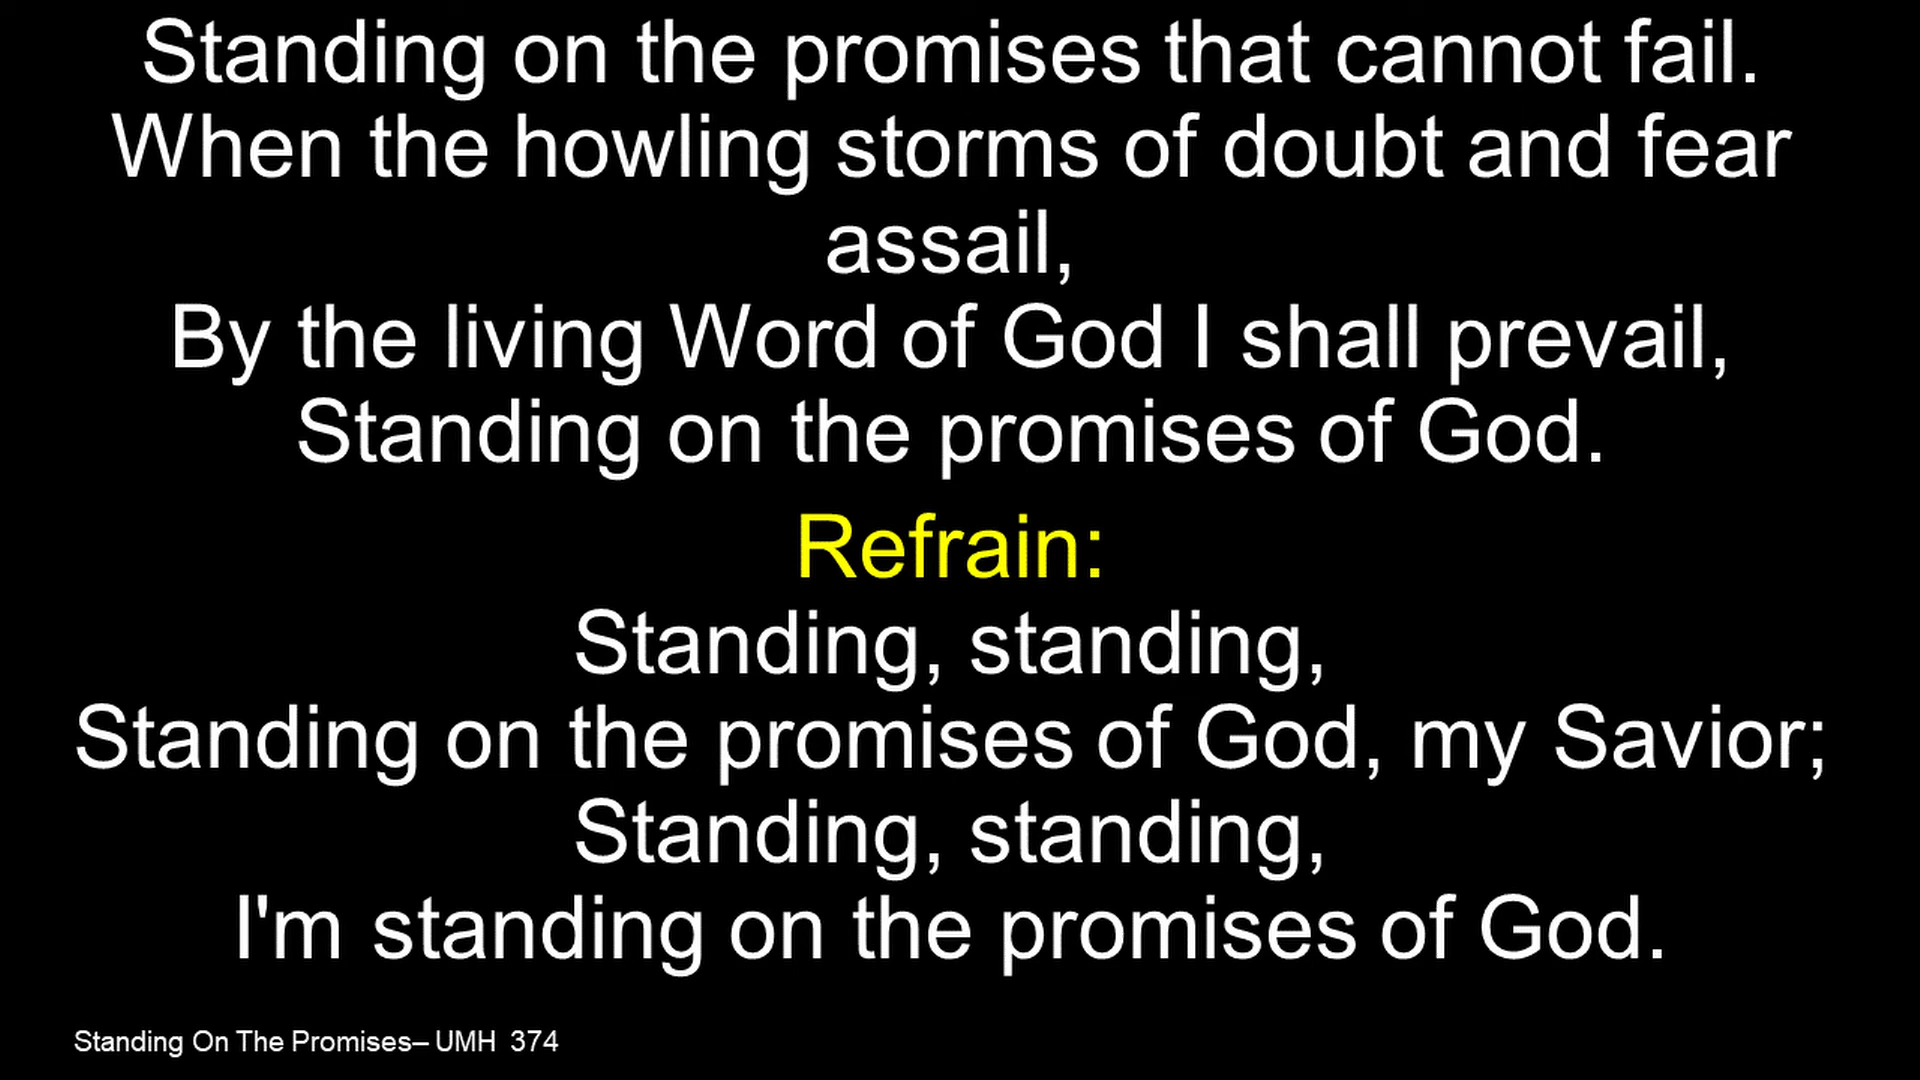 Standing on the promises that cannot fail.
When the howling storms of doubt and fear
assail,
By the living Word of God I shall prevail,
Standing on the promises of God.
Refrain:
Standing, standing,
Standing on the promises of God, my Savior;
Standing, standing,
I'm standing on the promises of God.
Standing On The Promises– UMH  374